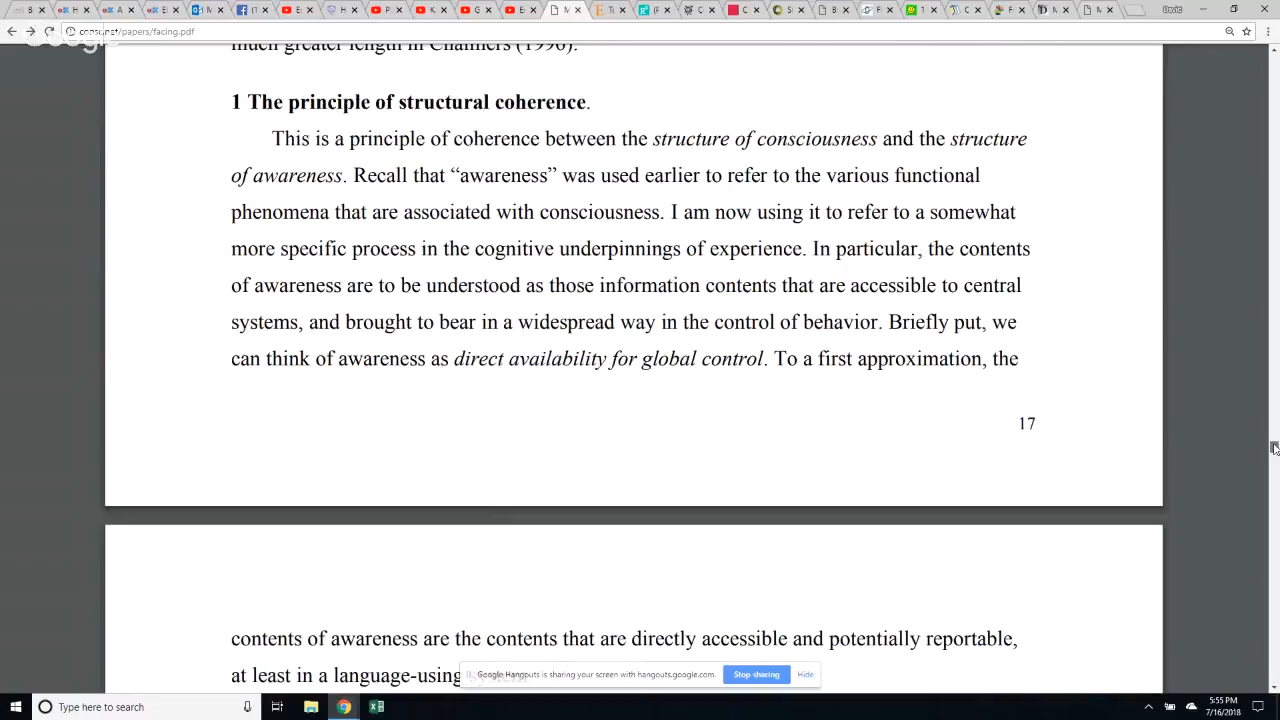 consc.net/papers/facing.pdf
much greater length in Chalmers (1996).
1 The principle of structural coherence.
This is a principle of coherence between the structure of consciousness and the structure
of awareness. Recall that “awareness” was used earlier to refer to the various functional
phenomena that are associated with consciousness. I am now using it to refer to a somewhat
more specific process in the cognitive underpinnings of experience. In particular, the contents
of awareness are to be understood as those information contents that are accessible to central
systems, and brought to bear in a widespread way in the control of behavior. Briefly put, we
can think of awareness as direct availability for global control. To a first approximation, the
17
contents of awareness are the contents that are directly accessible and potentially reportable,
at least in a language-using
Google Hangouts is sharing your screen with hangouts.google.com. Stop sharing Hide
Type here to search
5:55 PM
7/16/2018